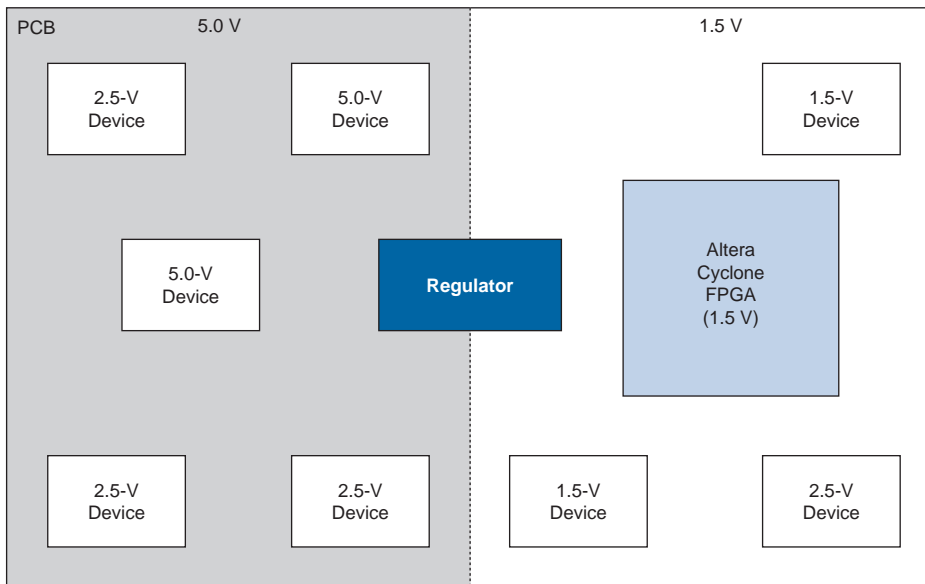 PCB
5.0 V
1.5 V
2.5-V
Device
5.0-V
Device
1.5-V
Device
5.0-V
Device
Regulator
Altera
Cyclone
FPGA
(1.5 V)
2.5-V
Device
2.5-V
Device
1.5-V
Device
2.5-V
Device